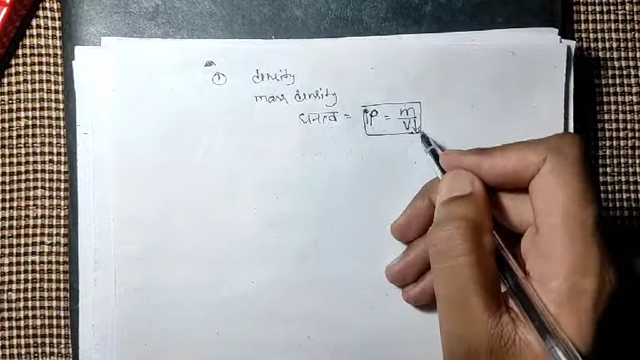 ① density
mass density
घनत्व = ρ = m/V